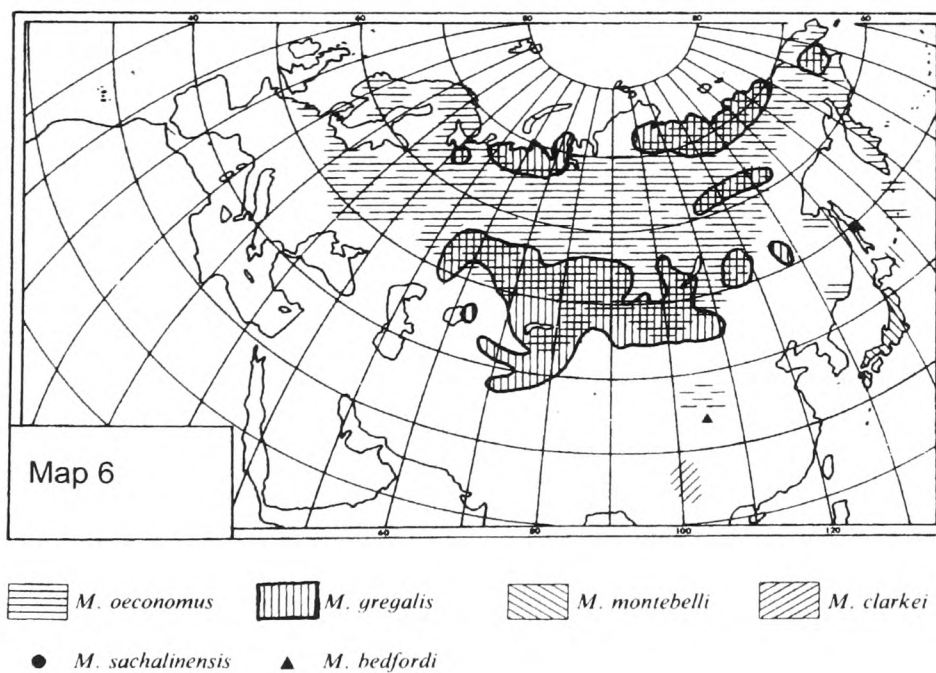 40 60 80 80 60
Map 6
60 80 100 120
M. oeconomus M. gregalis M. montebelli M. clarkei
M. sachalinensis M. bedfordi